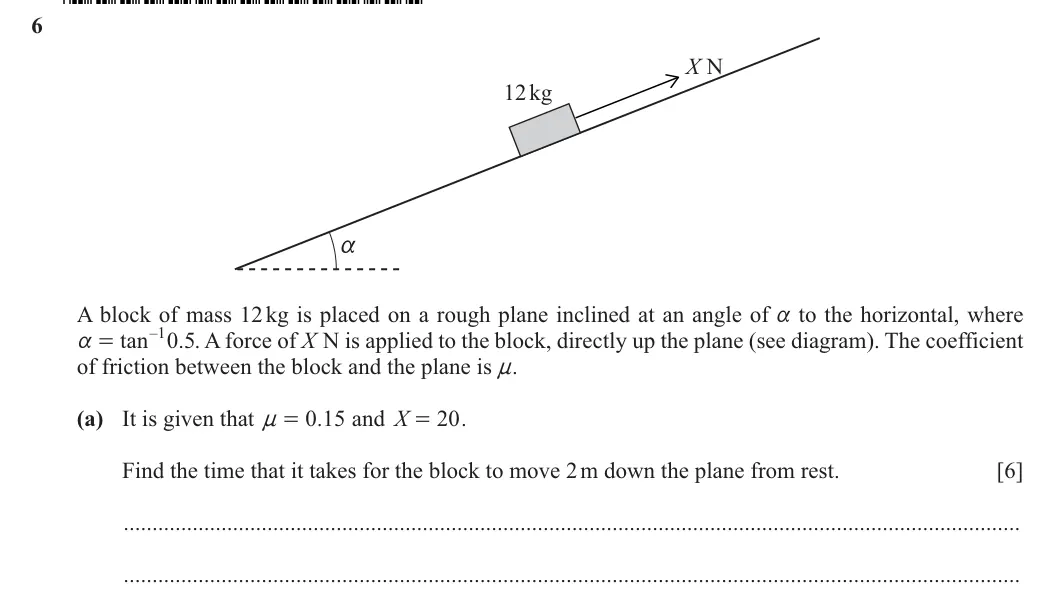 6
X N
12 kg
α
A block of mass 12 kg is placed on a rough plane inclined at an angle of α to the horizontal, where
α = tan⁻¹0.5. A force of X N is applied to the block, directly up the plane (see diagram). The coefficient
of friction between the block and the plane is μ.
(a) It is given that μ = 0.15 and X = 20.
Find the time that it takes for the block to move 2 m down the plane from rest. [6]